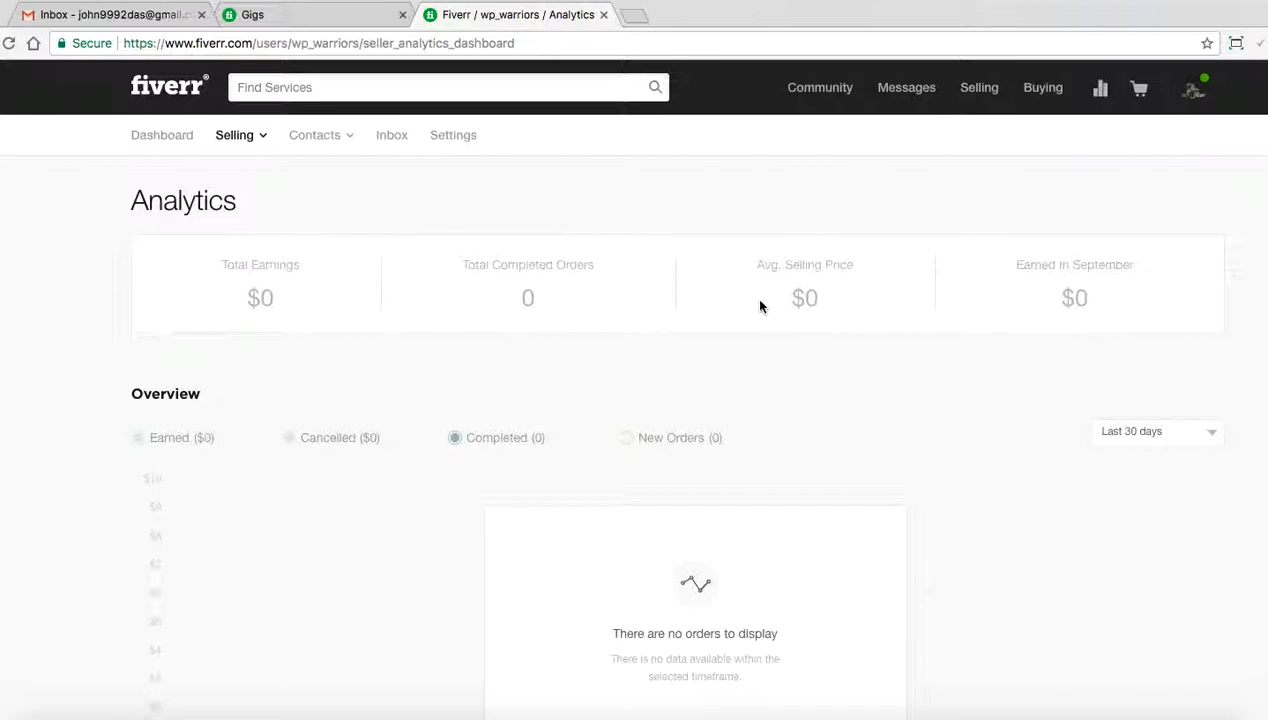 Inbox - john9992das@gmail.c
Gigs
Fiverr / wp_warriors / Analytics
Secure https://www.fiverr.com/users/wp_warriors/seller_analytics_dashboard
fiverr®
Find Services
Community Messages Selling Buying
Dashboard Selling Contacts Inbox Settings
Analytics
Total Earnings Total Completed Orders Avg. Selling Price Earned In September
$0 0 $0 $0
Overview
Earned ($0) Cancelled ($0) Completed (0) New Orders (0) Last 30 days
$10
There are no orders to display
There is no data available within the
selected timeframe.